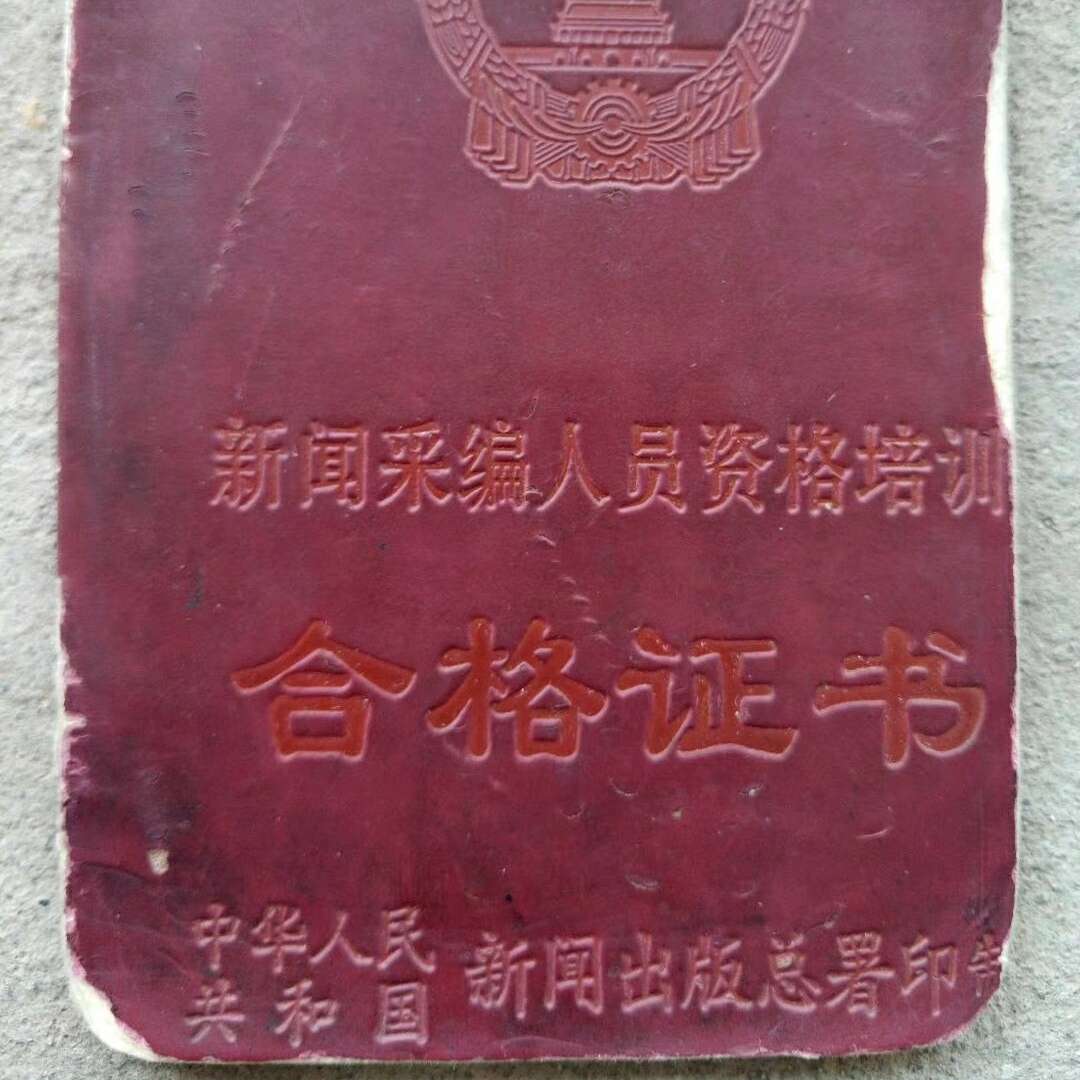 新闻采编人员资格培训
合格证书
中华人民
共和国
新闻出版总署印制